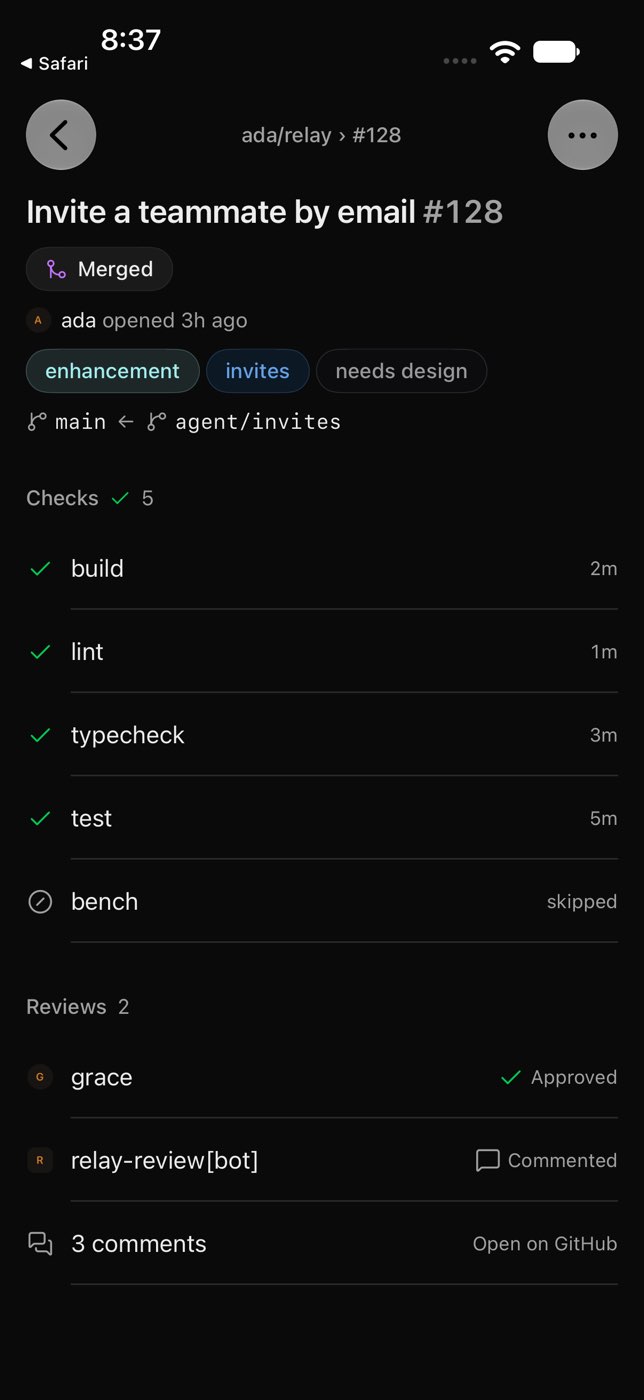 8:37
◀ Safari
ada/relay › #128
Invite a teammate by email #128
Merged
A ada opened 3h ago
enhancement invites needs design
main ← agent/invites
Checks 5
build 2m
lint 1m
typecheck 3m
test 5m
bench skipped
Reviews 2
G grace Approved
R relay-review[bot] Commented
3 comments Open on GitHub